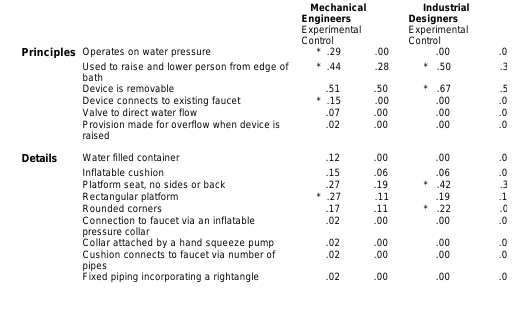 Mechanical Industrial
Engineers Designers
Experimental Experimental
Control Control
Principles Operates on water pressure * .29 .00 .00 .0
Used to raise and lower person from edge of * .44 .28 * .50 .3
bath
Device is removable .51 .50 * .67 .5
Device connects to existing faucet * .15 .00 .00 .0
Valve to direct water flow .07 .00 .00 .0
Provision made for overflow when device is .02 .00 .00 .0
raised
Details Water filled container .12 .00 .00 .0
Inflatable cushion .15 .06 .06 .0
Platform seat, no sides or back .27 .19 * .42 .3
Rectangular platform * .27 .11 .19 .1
Rounded corners .17 .11 * .22 .0
Connection to faucet via an inflatable .02 .00 .00 .0
pressure collar
Collar attached by a hand squeeze pump .02 .00 .00 .0
Cushion connects to faucet via number of .02 .00 .00 .0
pipes
Fixed piping incorporating a rightangle .02 .00 .00 .0